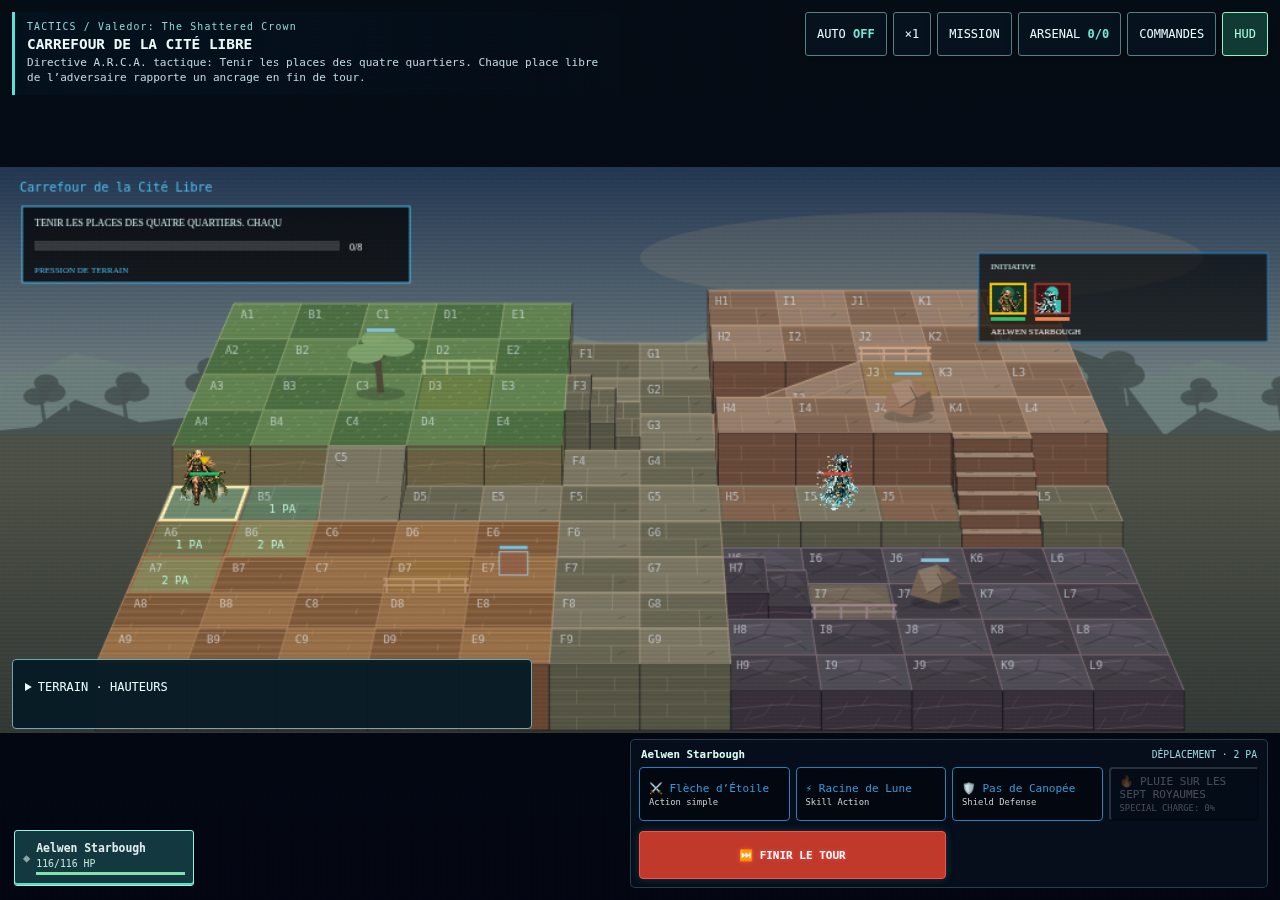 TACTICS / Valedor: The Shattered Crown
CARREFOUR DE LA CITÉ LIBRE
Directive A.R.C.A. tactique: Tenir les places des quatre quartiers. Chaque place libre
de l’adversaire rapporte un ancrage en fin de tour.
AUTO OFF
×1
MISSION
ARSENAL 0/0
COMMANDES
HUD
Carrefour de la Cité Libre
TENIR LES PLACES DES QUATRE QUARTIERS. CHAQU
0/8
PRESSION DE TERRAIN
INITIATIVE
AELWEN STARBOUGH
A1 B1 C1 D1 E1
H1 I1 J1 K1
A2 B2 D2 E2 F1 G1
H2 I2 J2 K2
A3 B3 C3 D3 E3 F3 G2
J3 K3 L3
A4 B4 C4 D4 E4 G3
H4 I4 K4 L4
C5 F4 G4
B5 D5 E5 F5 G5 H5 I5 J5 L5
1 PA
A6 B6 C6 D6 E6 F6 G6
1 PA 2 PA
I6 J6 K6 L6
A7 B7 C7 D7 E7 F7 G7 H7
2 PA
I7 J7 K7 L7
A8 B8 C8 D8 E8 F8 G8
H8 I8 J8 K8 L8
A9 B9 C9 D9 E9 F9 G9
H9 I9 J9 K9 L9
▶ TERRAIN · HAUTEURS
Aelwen Starbough
DÉPLACEMENT · 2 PA
⚔️ Flèche d’Étoile
Action simple
⚡ Racine de Lune
Skill Action
🛡️ Pas de Canopée
Shield Defense
🔥 PLUIE SUR LES
SEPT ROYAUMES
SPECIAL CHARGE: 0%
⏩ FINIR LE TOUR
◆ Aelwen Starbough
116/116 HP